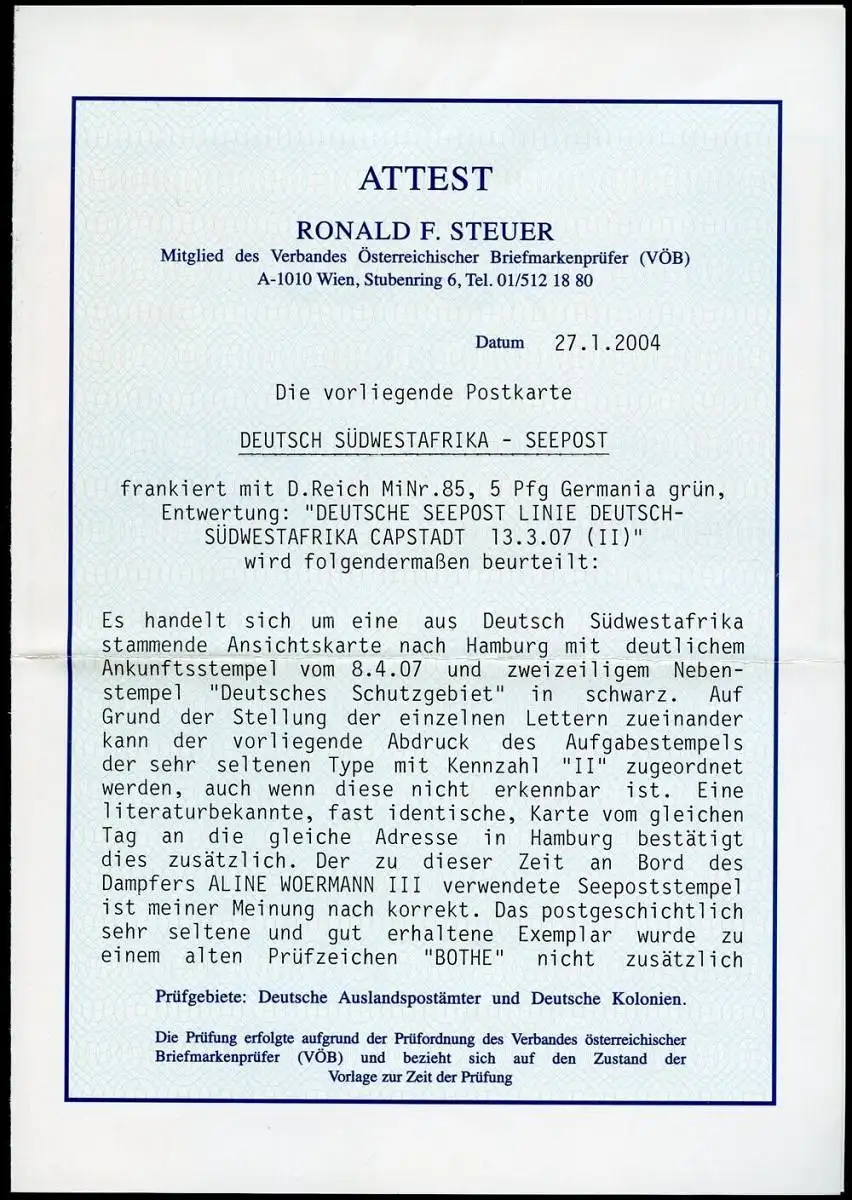 ATTEST
RONALD F. STEUER
Mitglied des Verbandes Österreichischer Briefmarkenprüfer (VÖB)
A-1010 Wien, Stubenring 6, Tel. 01/512 18 80
Datum 27.1.2004
Die vorliegende Postkarte
DEUTSCH SÜDWESTAFRIKA - SEEPOST
frankiert mit D.Reich MiNr.85, 5 Pfg Germania grün,
Entwertung: "DEUTSCHE SEEPOST LINIE DEUTSCH-
SÜDWESTAFRIKA CAPSTADT 13.3.07 (II)"
wird folgendermaßen beurteilt:
Es handelt sich um eine aus Deutsch Südwestafrika
stammende Ansichtskarte nach Hamburg mit deutlichem
Ankunftsstempel vom 8.4.07 und zweizeiligem Neben-
stempel "Deutsches Schutzgebiet" in schwarz. Auf
Grund der Stellung der einzelnen Lettern zueinander
kann der vorliegende Abdruck des Aufgabestempels
der sehr seltenen Type mit Kennzahl "II" zugeordnet
werden, auch wenn diese nicht erkennbar ist. Eine
literaturbekannte, fast identische, Karte vom gleichen
Tag an die gleiche Adresse in Hamburg bestätigt
dies zusätzlich. Der zu dieser Zeit an Bord des
Dampfers ALINE WOERMANN III verwendete Seepoststempel
ist meiner Meinung nach korrekt. Das postgeschichtlich
sehr seltene und gut erhaltene Exemplar wurde zu
einem alten Prüfzeichen "BOTHE" nicht zusätzlich
Prüfgebiete: Deutsche Auslandspostämter und Deutsche Kolonien.
Die Prüfung erfolgte aufgrund der Prüfordnung des Verbandes österreichischer
Briefmarkenprüfer (VÖB) und bezieht sich auf den Zustand der
Vorlage zur Zeit der Prüfung